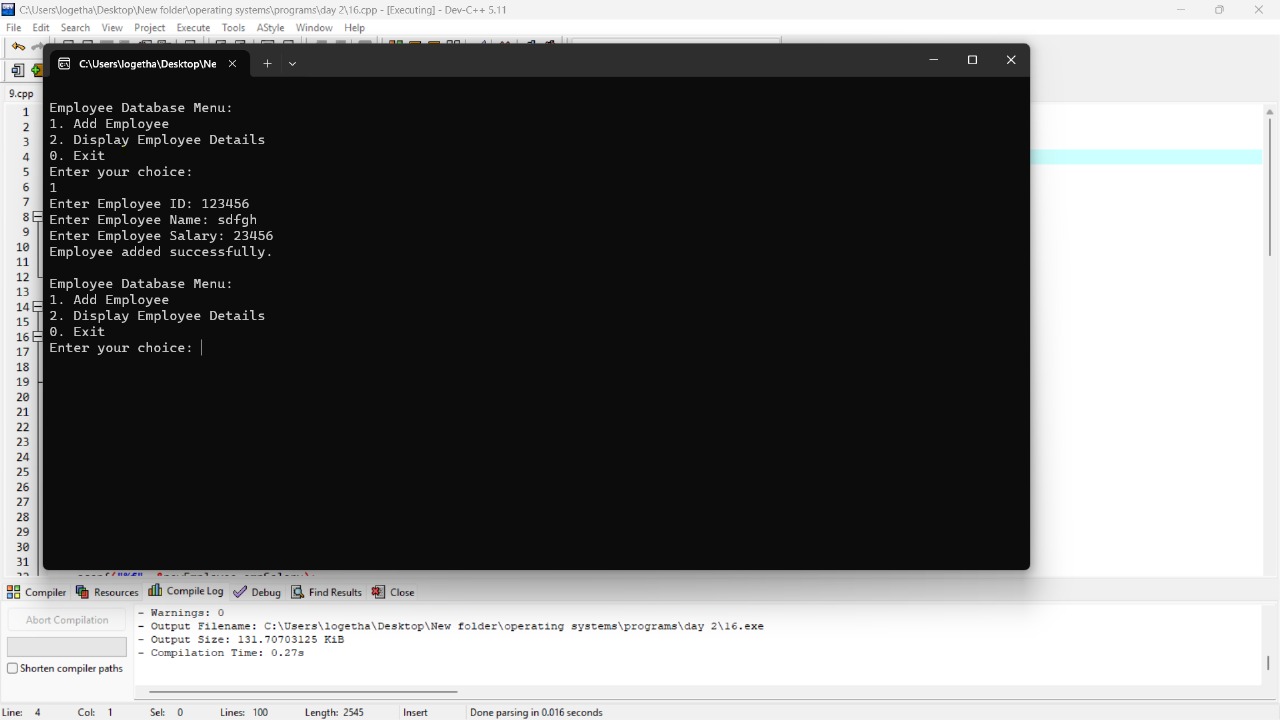 C:\Users\logetha\Desktop\New folder\operating systems\programs\day 2\16.cpp - [Executing] - Dev-C++ 5.11
File Edit Search View Project Execute Tools AStyle Window Help
C:\Users\logetha\Desktop\Ne
9.cpp
Employee Database Menu:
1. Add Employee
2. Display Employee Details
0. Exit
Enter your choice:
1
Enter Employee ID: 123456
Enter Employee Name: sdfgh
Enter Employee Salary: 23456
Employee added successfully.
Employee Database Menu:
1. Add Employee
2. Display Employee Details
0. Exit
Enter your choice:
1
2
3
4
5
6
7
8
9
10
11
12
13
14
15
16
17
18
19
20
21
22
23
24
25
26
27
28
29
30
31
Compiler Resources Compile Log Debug Find Results Close
Abort Compilation
Shorten compiler paths
- Warnings: 0
- Output Filename: C:\Users\logetha\Desktop\New folder\operating systems\programs\day 2\16.exe
- Output Size: 131.70703125 KiB
- Compilation Time: 0.27s
Line: 4 Col: 1 Sel: 0 Lines: 100 Length: 2545 Insert Done parsing in 0.016 seconds